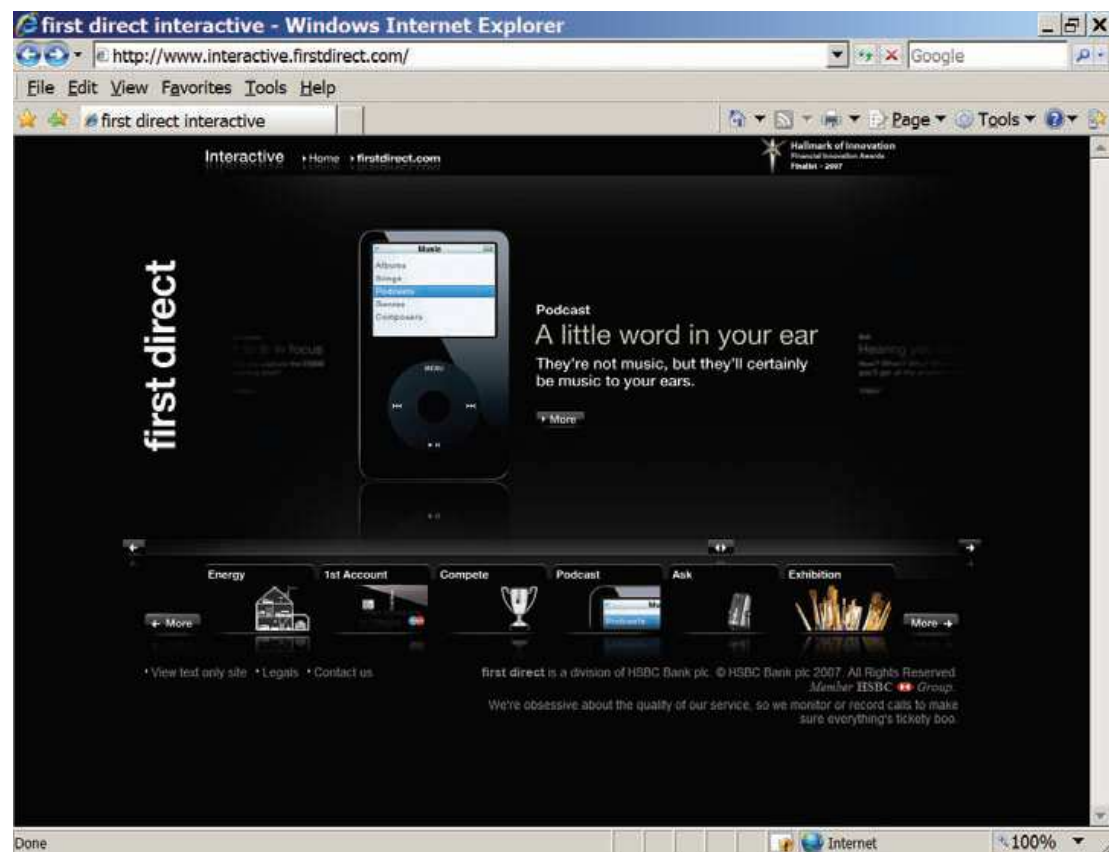 first direct interactive - Windows Internet Explorer
http://www.interactive.firstdirect.com/
Google
File Edit View Favorites Tools Help
first direct interactive
Page Tools
Interactive Home firstdirect.com
Hallmark of Innovation
Financial Innovation Awards
Finalist - 2007
first direct
Music
Albums
Songs
Podcasts
Genres
Composers
MENU
in focus
Podcast
A little word in your ear
They're not music, but they'll certainly
be music to your ears.
More
Hearing
Energy 1st Account Compete Podcast Ask Exhibition
More
Podcasts
More
View text only site • Legals • Contact us
first direct is a division of HSBC Bank plc. © HSBC Bank plc 2007. All Rights Reserved.
Member HSBC Group.
We're obsessive about the quality of our service, so we monitor or record calls to make
sure everything's tickety boo.
Done Internet 100%